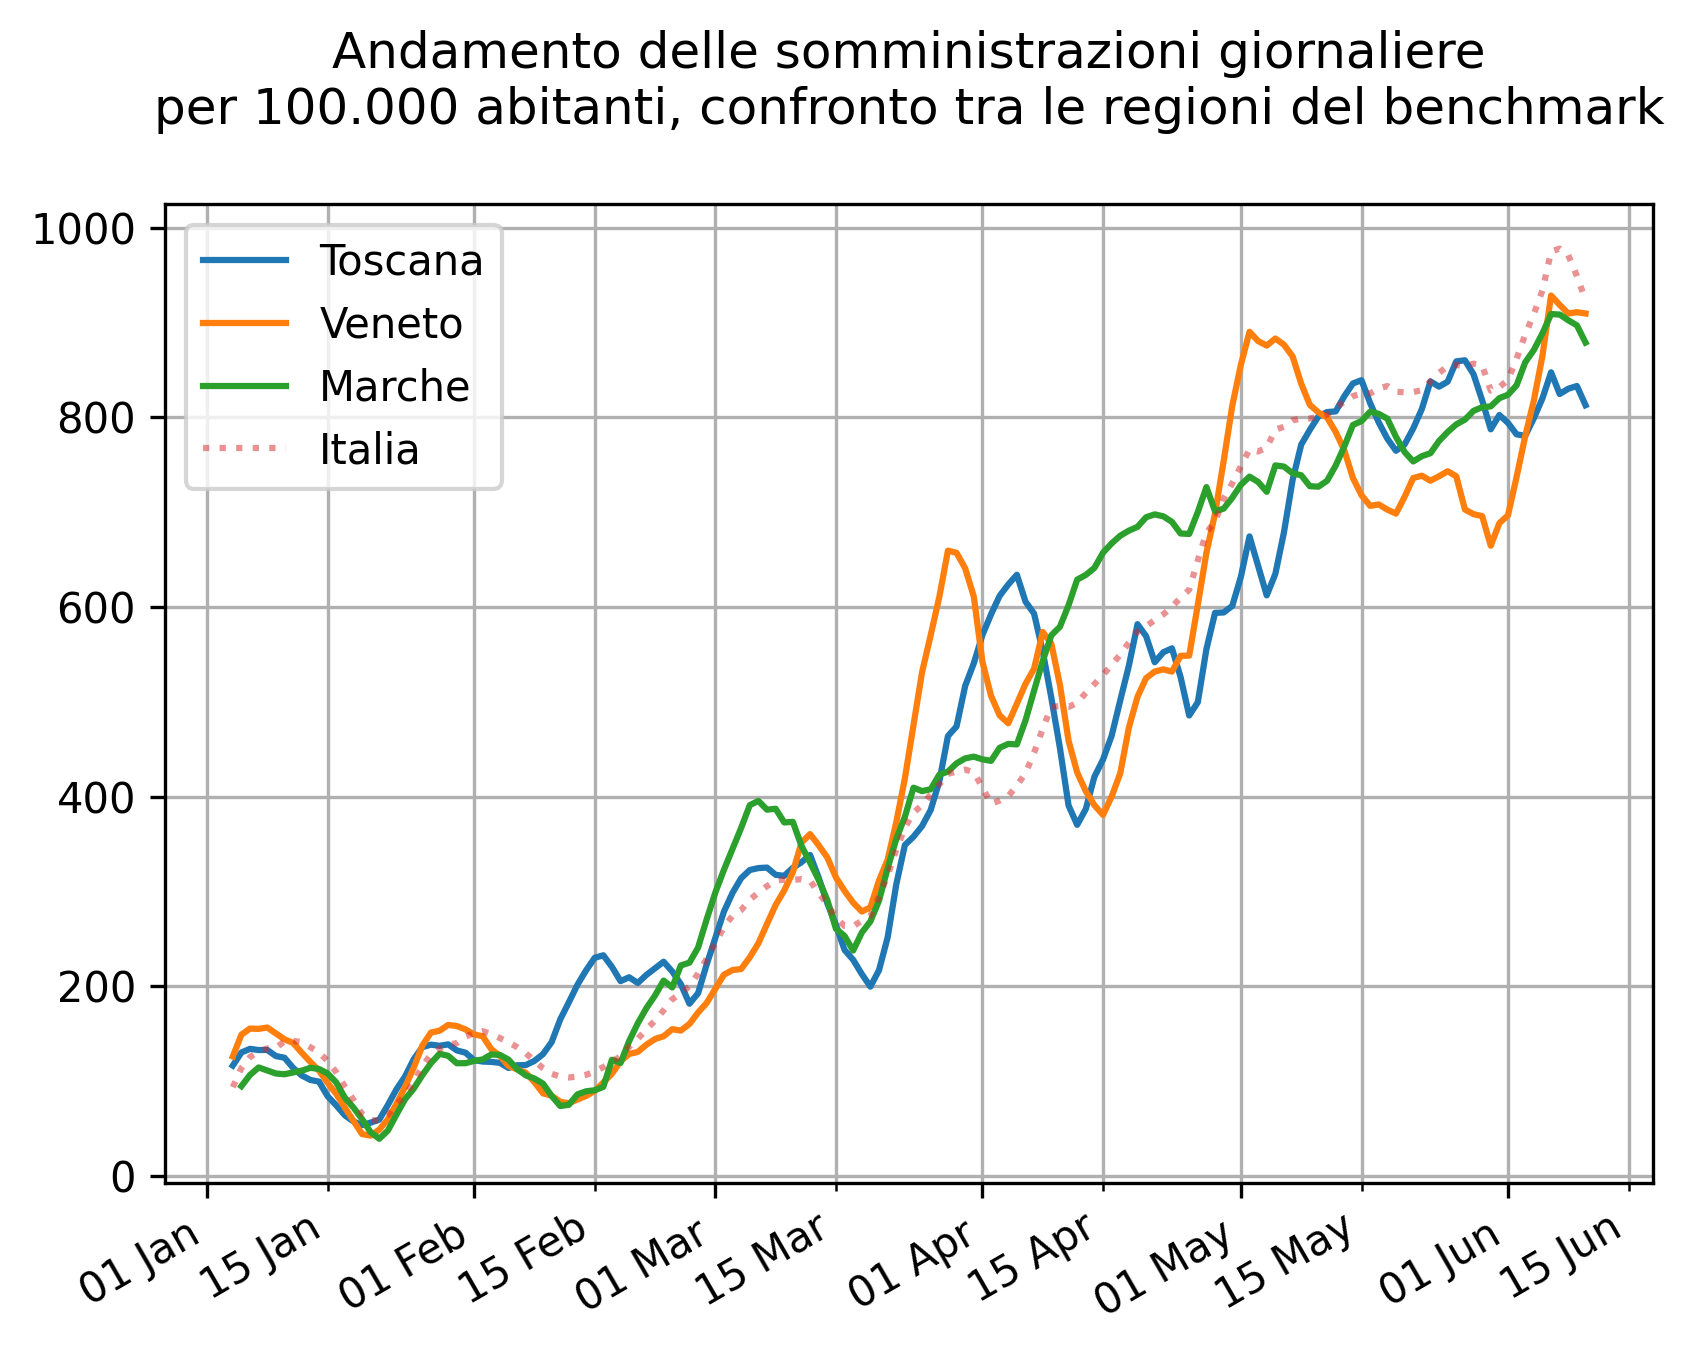 Andamento delle somministrazioni giornaliere
per 100.000 abitanti, confronto tra le regioni del benchmark
1000
800
600
400
200
0
Toscana
Veneto
Marche
Italia
01 Jan
15 Jan
01 Feb
15 Feb
01 Mar
15 Mar
01 Apr
15 Apr
01 May
15 May
01 Jun
15 Jun